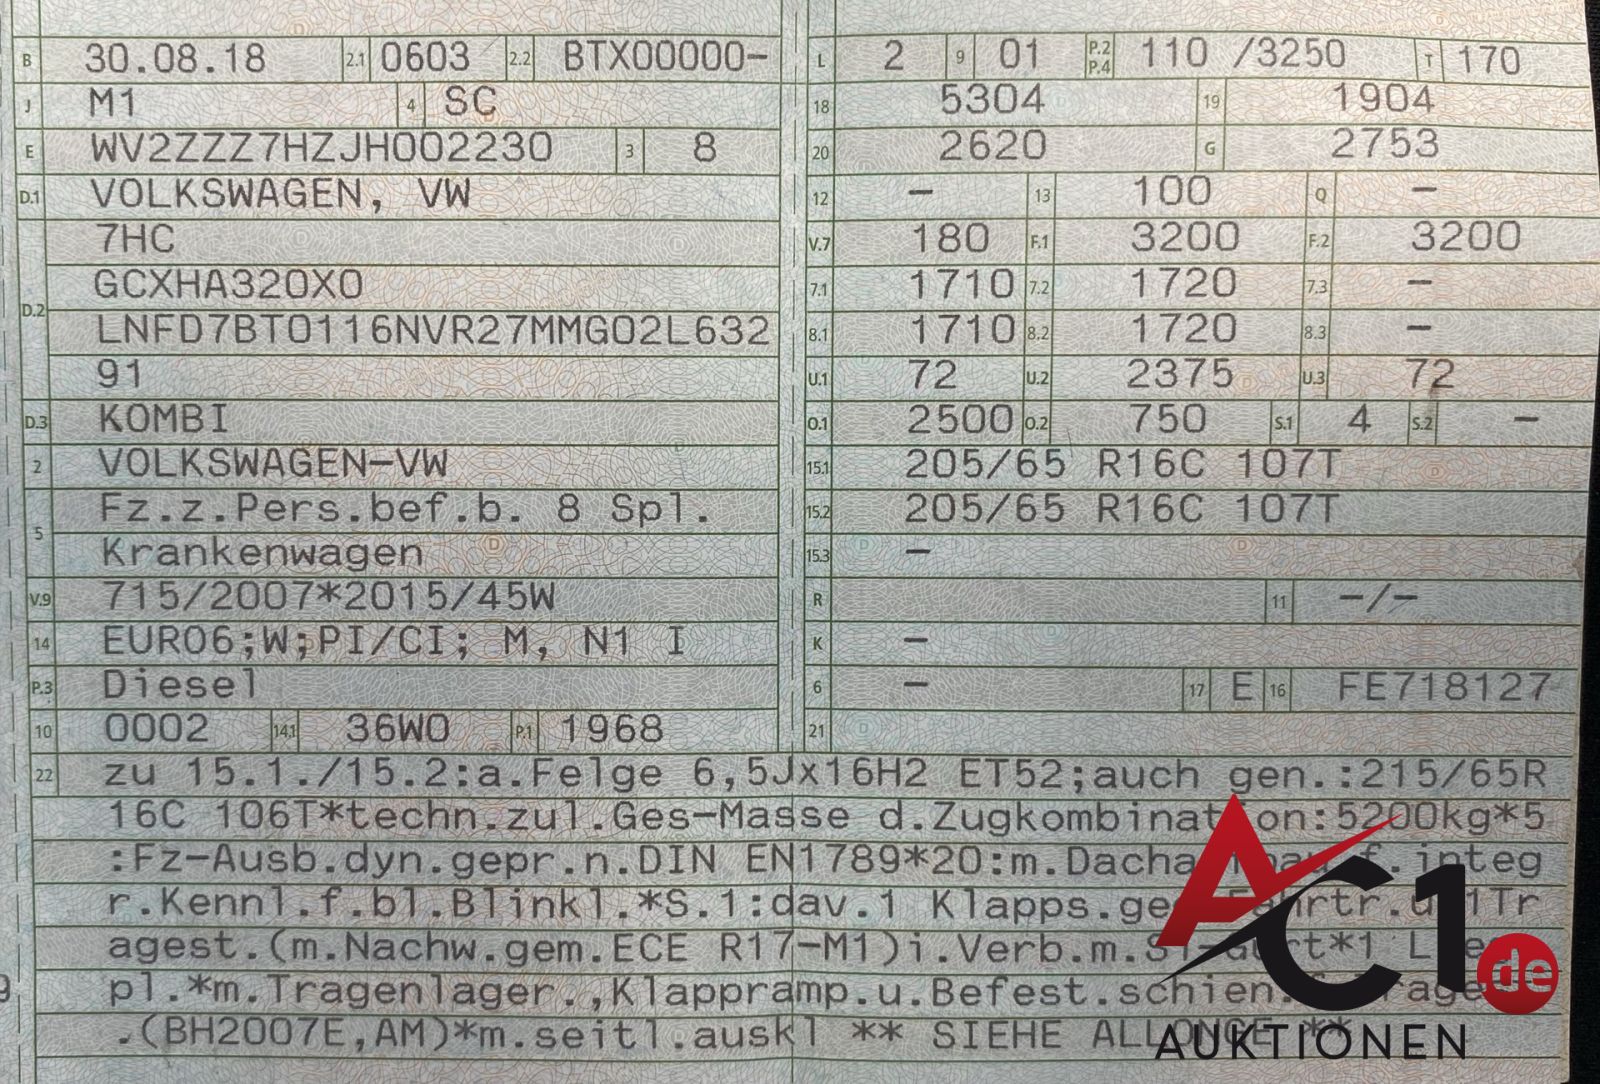 B 30.08.18 2.1 0603 2.2 BTX00000- L 2 9 01 P.2 P.4 110 /3250 T 170
J M1 4 SC 18 5304 19 1904
E WV2ZZZ7HZJH002230 3 8 20 2620 G 2753
D.1 VOLKSWAGEN, VW 12 - 13 100 Q -
7HC V.7 180 F.1 3200 F.2 3200
D.2 GCXHA320X0 7.1 1710 7.2 1720 7.3 -
LNFD7BT0116NVR27MMG02L632 8.1 1710 8.2 1720 8.3 -
91 U.1 72 U.2 2375 U.3 72
D.3 KOMBI O.1 2500 O.2 750 S.1 4 S.2 -
2 VOLKSWAGEN-VW 15.1 205/65 R16C 107T
5 Fz.z.Pers.bef.b. 8 Spl. 15.2 205/65 R16C 107T
Krankenwagen 15.3 -
V.9 715/2007*2015/45W R 11 -/-
14 EURO6;W;PI/CI; M, N1 I K -
P.3 Diesel 6 - 17 E 16 FE718127
10 0002 14.1 36W0 P.1 1968 21
22 zu 15.1./15.2:a.Felge 6,5Jx16H2 ET52;auch gen.:215/65R
16C 106T*techn.zul.Ges-Masse d.Zugkombination:5200kg*5
:Fz-Ausb.dyn.gepr.n.DIN EN1789*20:m.Dacha f.integ
r.Kennl.f.bl.Blinkl.*S.1:dav.1 Klapps.ge Fahrtr.u.1Tr
agest.(m.Nachw.gem.ECE R17-M1)i.Verb.m.
pl.*m.Tragenlager.,Klappramp.u.Befest.schien.
.(BH2007E,AM)*m.seitl.auskl ** SIEHE ALLONGE **
AC1.de
AUKTIONEN